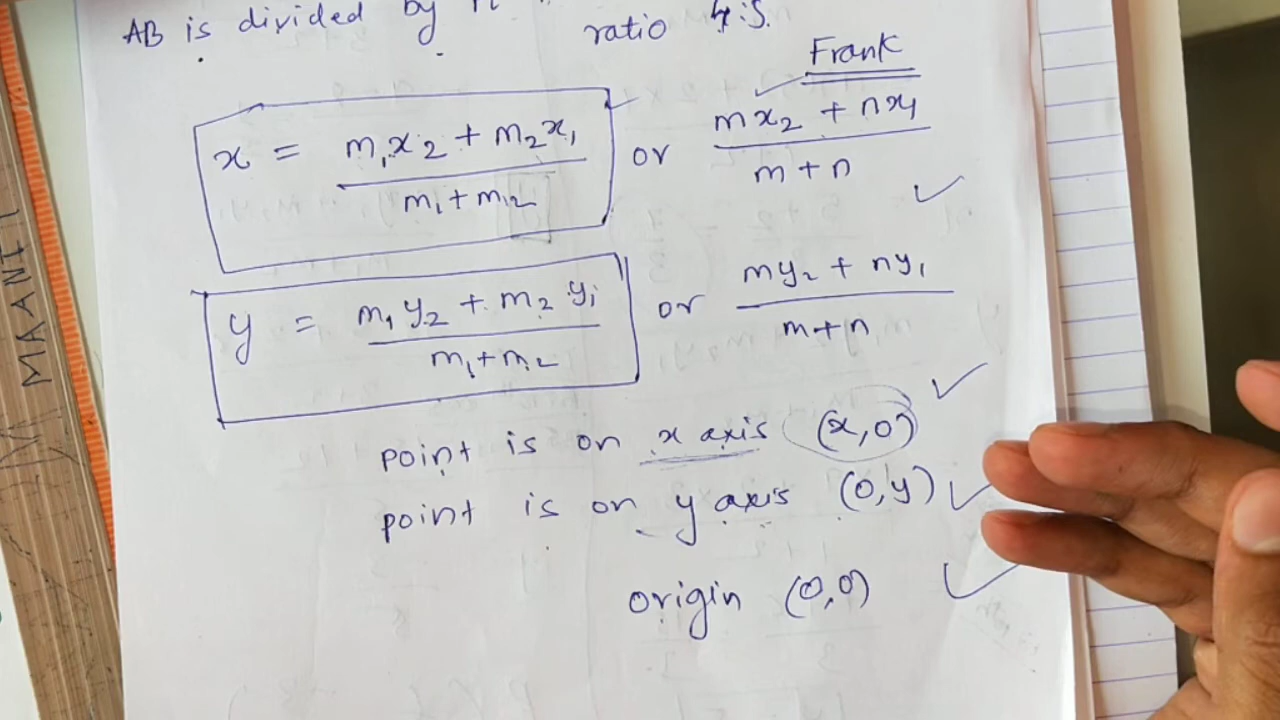 AB is divided by ratio 4:5.
Frank
x = m₁x₂ + m₂x₁ / m₁ + m₂ or mx₂ + nx₁ / m + n
y = m₁y₂ + m₂y₁ / m₁ + m₂ or my₂ + ny₁ / m + n
point is on x axis (x,0)
point is on y axis (0,y)
origin (0,0)